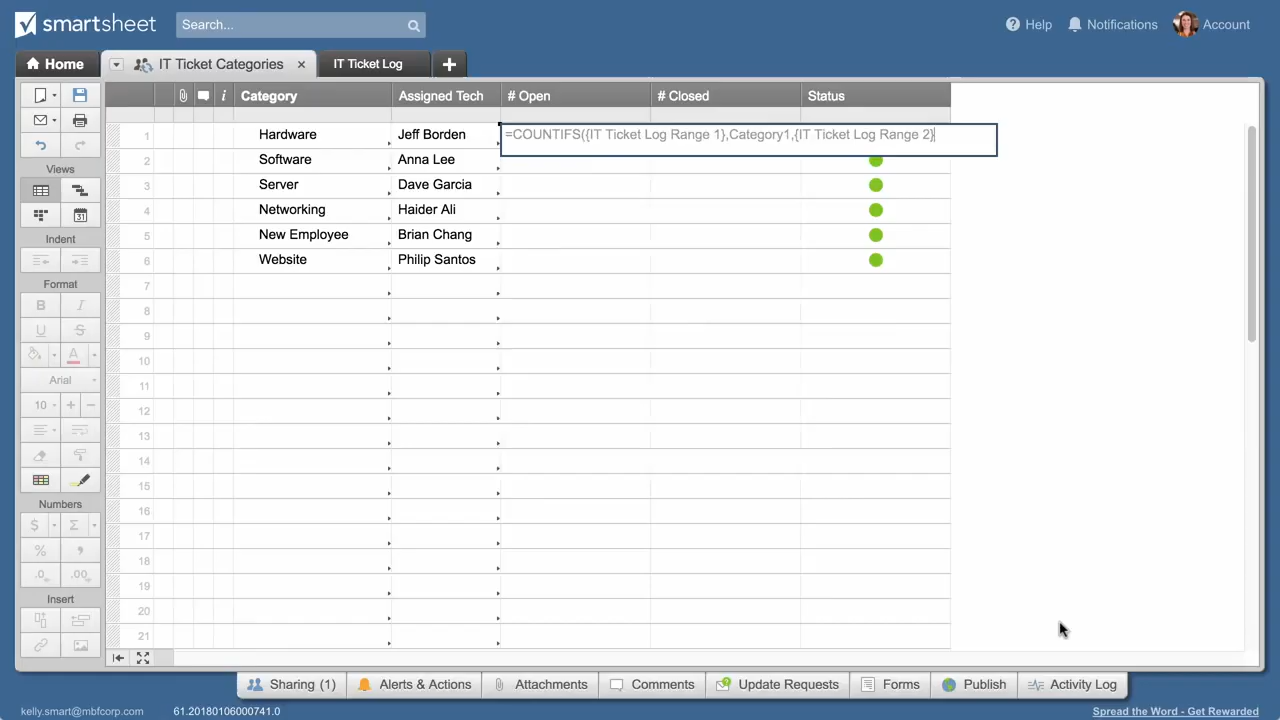 smartsheet
Search...
Help
Notifications
Account
Home
IT Ticket Categories
IT Ticket Log
Category
Assigned Tech
# Open
# Closed
Status
1 Hardware Jeff Borden =COUNTIFS({IT Ticket Log Range 1},Category1,{IT Ticket Log Range 2}
2 Software Anna Lee
3 Server Dave Garcia
4 Networking Haider Ali
5 New Employee Brian Chang
6 Website Philip Santos
7
8
9
10
11
12
13
14
15
16
17
18
19
20
21
Views
31
Indent
Format
B I
U S
A
Arial
10 + −
Numbers
$ Σ
% ,
.0 .00
Insert
Sharing (1)
Alerts & Actions
Attachments
Comments
Update Requests
Forms
Publish
Activity Log
kelly.smart@mbfcorp.com
61.20180106000741.0
Spread the Word - Get Rewarded